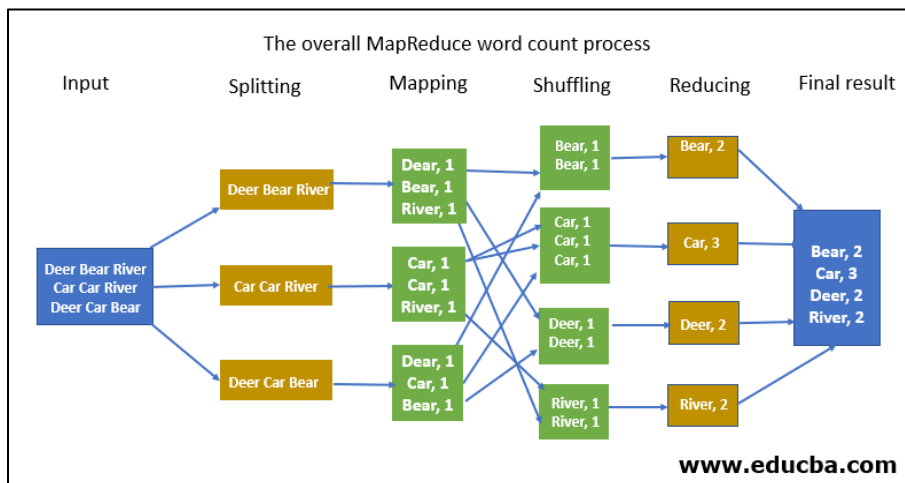 The overall MapReduce word count process
Input
Splitting
Mapping
Shuffling
Reducing
Final result
Deer Bear River
Car Car River
Deer Car Bear
Deer Bear River
Car Car River
Deer Car Bear
Dear, 1
Bear, 1
River, 1
Car, 1
Car, 1
River, 1
Dear, 1
Car, 1
Bear, 1
Bear, 1
Bear, 1
Car, 1
Car, 1
Car, 1
Deer, 1
Deer, 1
River, 1
River, 1
Bear, 2
Car, 3
Deer, 2
River, 2
Bear, 2
Car, 3
Deer, 2
River, 2
www.educba.com